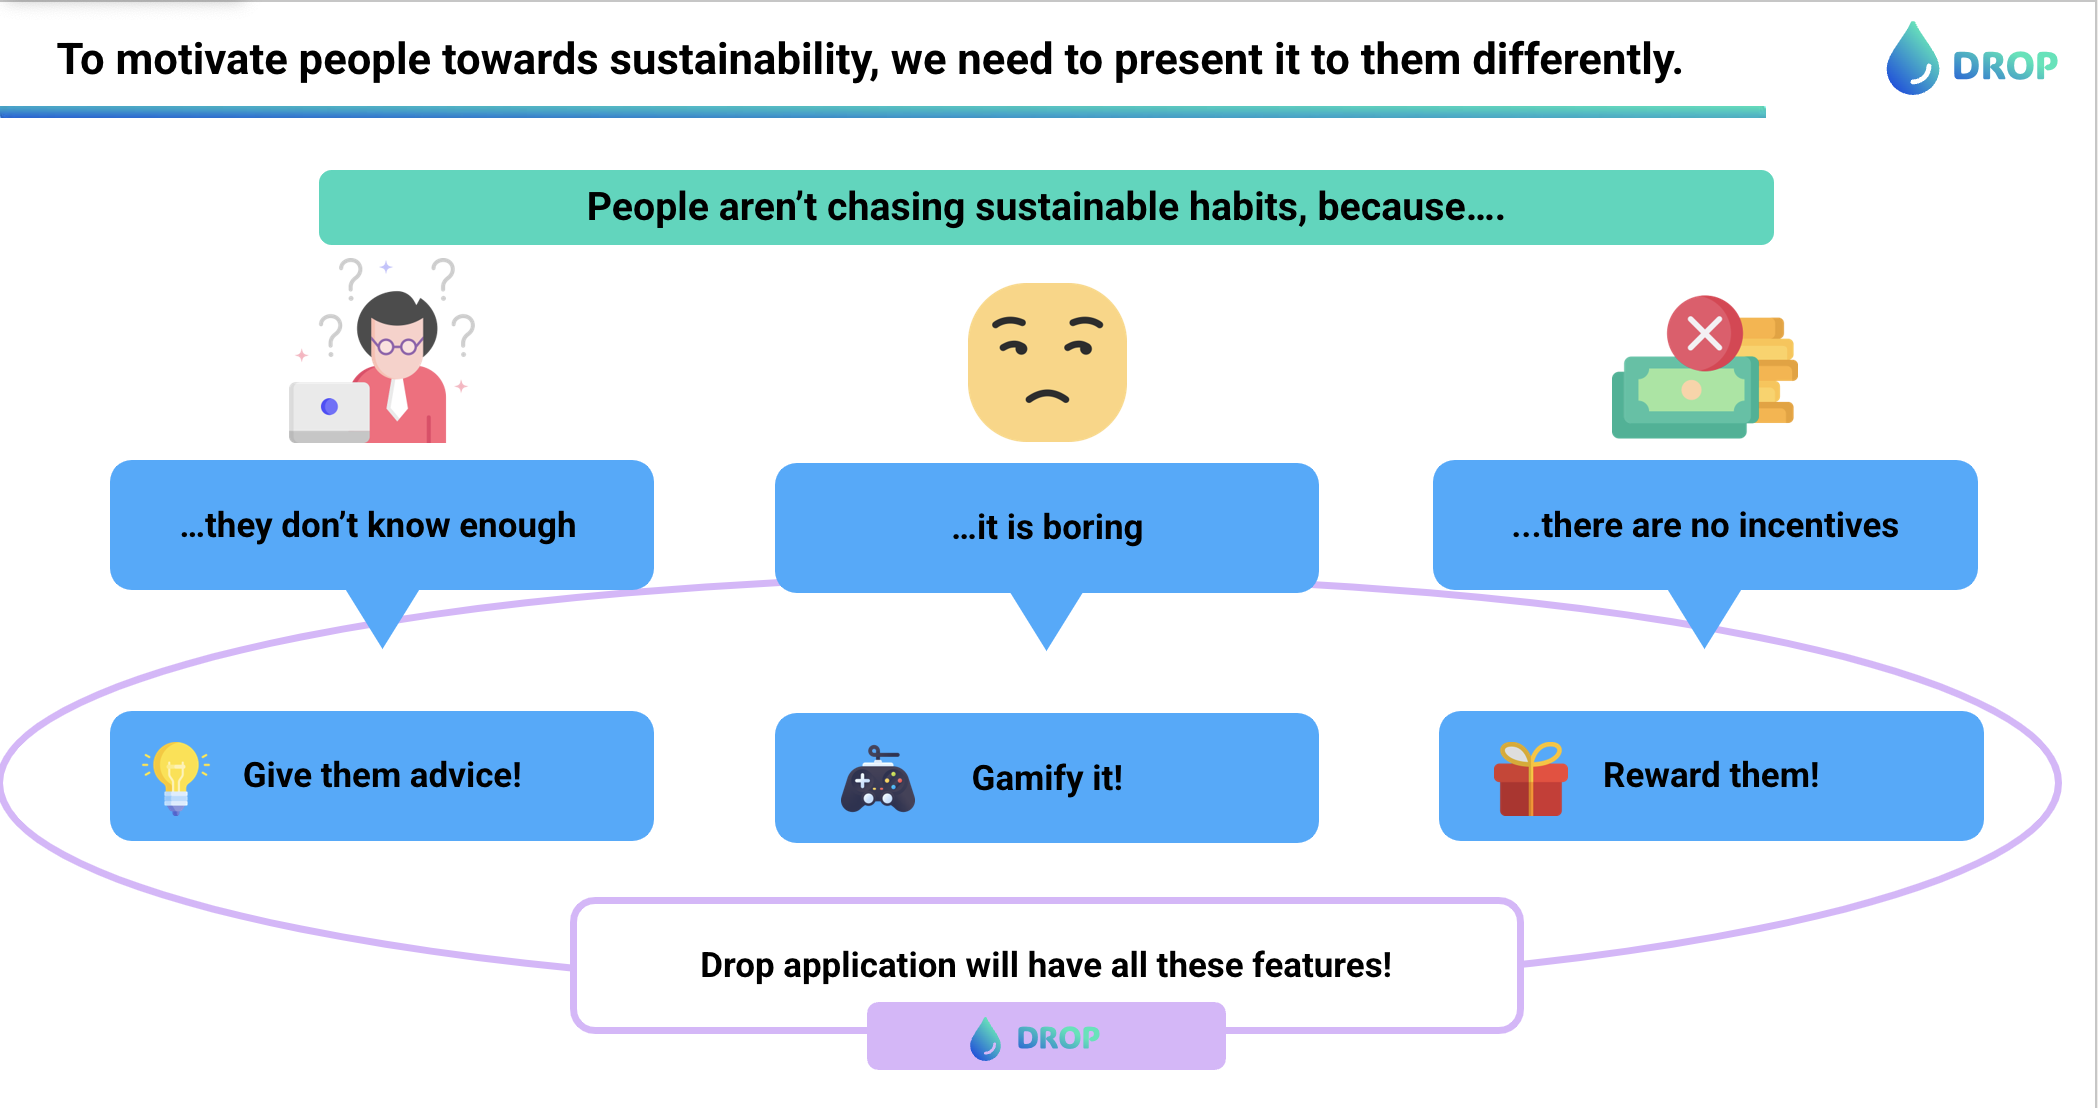 To motivate people towards sustainability, we need to present it to them differently.
DROP
People aren’t chasing sustainable habits, because....
...they don’t know enough
...it is boring
...there are no incentives
Give them advice!
Gamify it!
Reward them!
Drop application will have all these features!
DROP